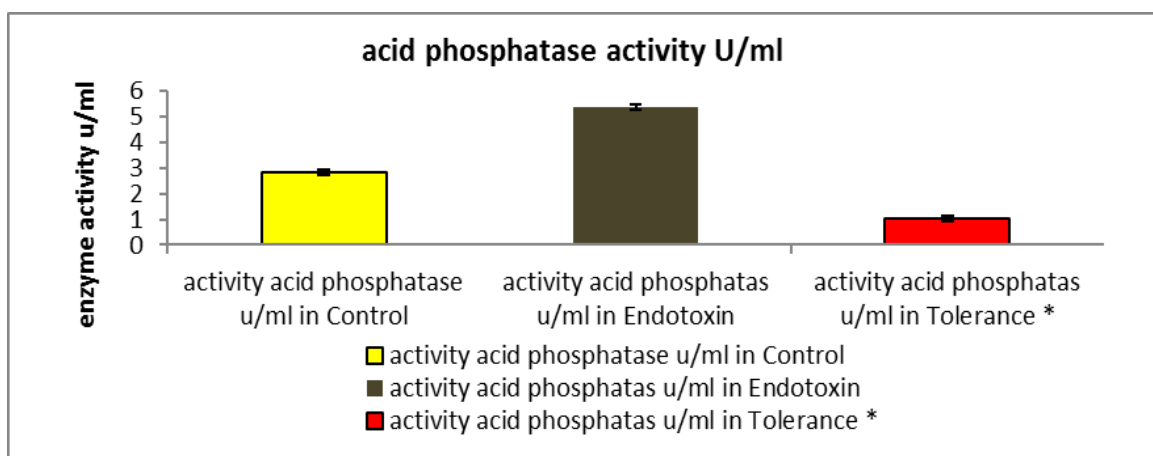 acid phosphatase activity U/ml
enzyme activity u/ml
6
5
4
3
2
1
0
activity acid phosphatase
u/ml in Control
activity acid phosphatas
u/ml in Endotoxin
activity acid phosphatas
u/ml in Tolerance *
activity acid phosphatase u/ml in Control
activity acid phosphatas u/ml in Endotoxin
activity acid phosphatas u/ml in Tolerance *